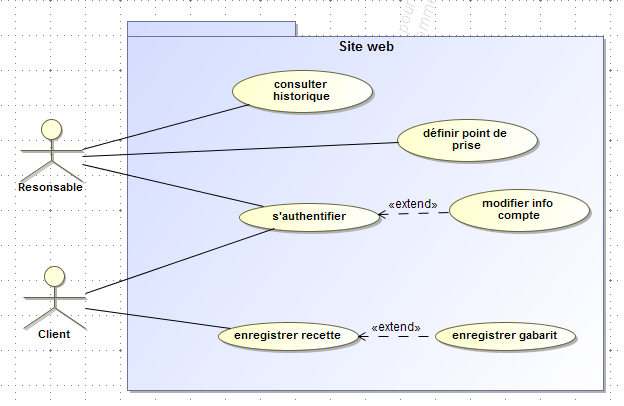 Site web
consulter
historique
définir point de
prise
Resonsable
s'authentifier
«extend»
modifier info
compte
Client
enregistrer recette
«extend»
enregistrer gabarit